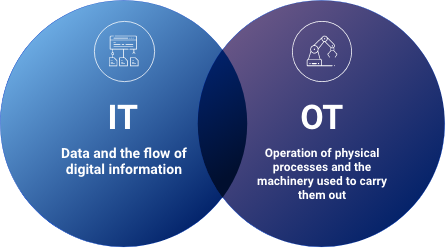 IT
Data and the flow of
digital information
OT
Operation of physical
processes and the
machinery used to carry
them out